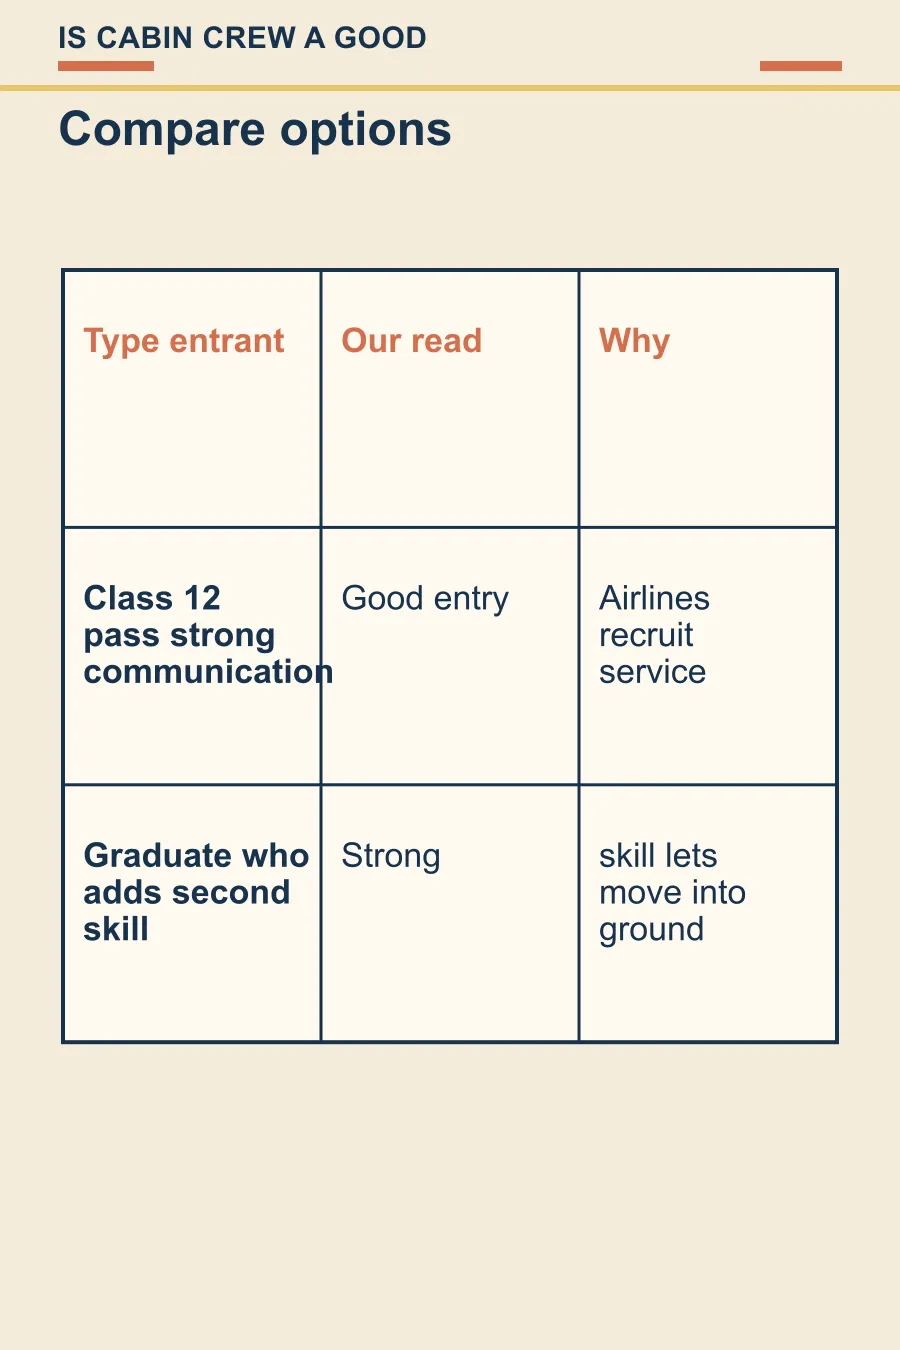 IS CABIN CREW A GOOD
Compare options
Type entrant
Our read
Why
Class 12
pass strong
communication
Good entry
Airlines
recruit
service
Graduate who
adds second
skill
Strong
skill lets
move into
ground